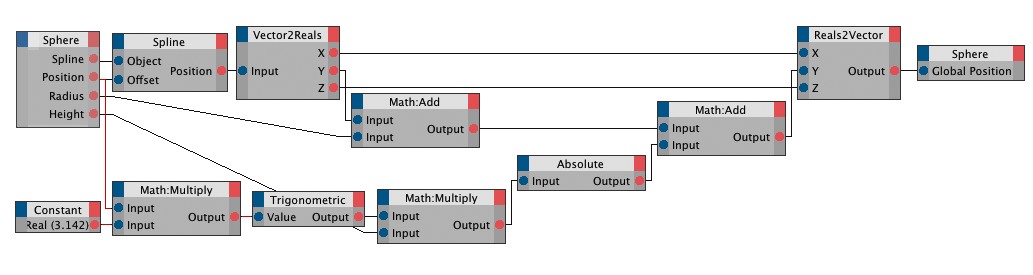 Sphere
Spline
Position
Radius
Height
Spline
Object
Offset
Position
Vector2Reals
Input
X
Y
Z
Math:Add
Input
Input
Output
Reals2Vector
X
Y
Z
Output
Sphere
Global Position
Math:Add
Input
Input
Output
Absolute
Input
Output
Constant
Real (3.142)
Math:Multiply
Input
Input
Output
Trigonometric
Value
Output
Math:Multiply
Input
Input
Output